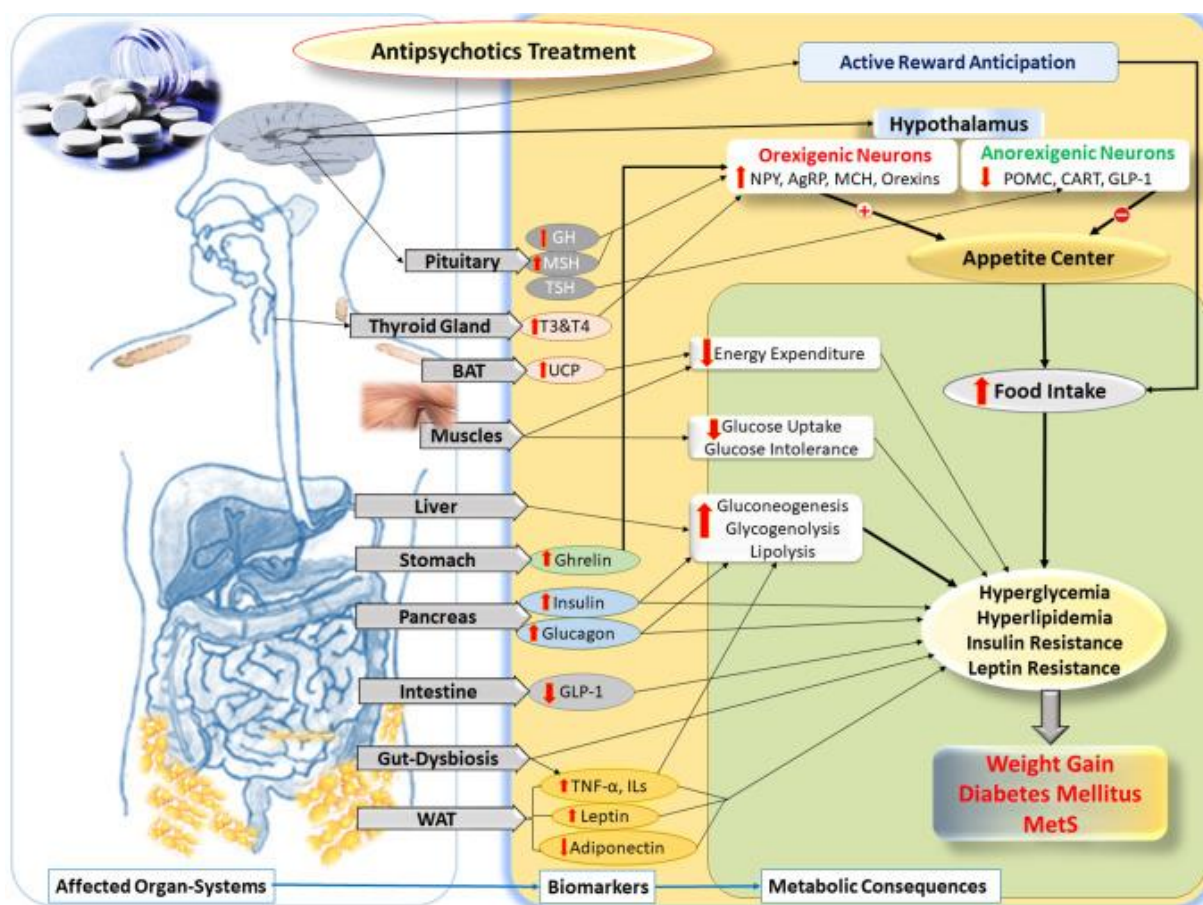 Antipsychotics Treatment
Active Reward Anticipation
Hypothalamus
Orexigenic Neurons
NPY, AgRP, MCH, Orexins
Anorexigenic Neurons
POMC, CART, GLP-1
Appetite Center
Pituitary
GH
MSH
TSH
Thyroid Gland
T3&T4
BAT
UCP
Energy Expenditure
Food Intake
Muscles
Glucose Uptake
Glucose Intolerance
Liver
Gluconeogenesis
Glycogenolysis
Lipolysis
Stomach
Ghrelin
Pancreas
Insulin
Glucagon
Hyperglycemia
Hyperlipidemia
Insulin Resistance
Leptin Resistance
Intestine
GLP-1
Gut-Dysbiosis
TNF-α, ILs
WAT
Leptin
Adiponectin
Weight Gain
Diabetes Mellitus
MetS
Affected Organ-Systems
Biomarkers
Metabolic Consequences